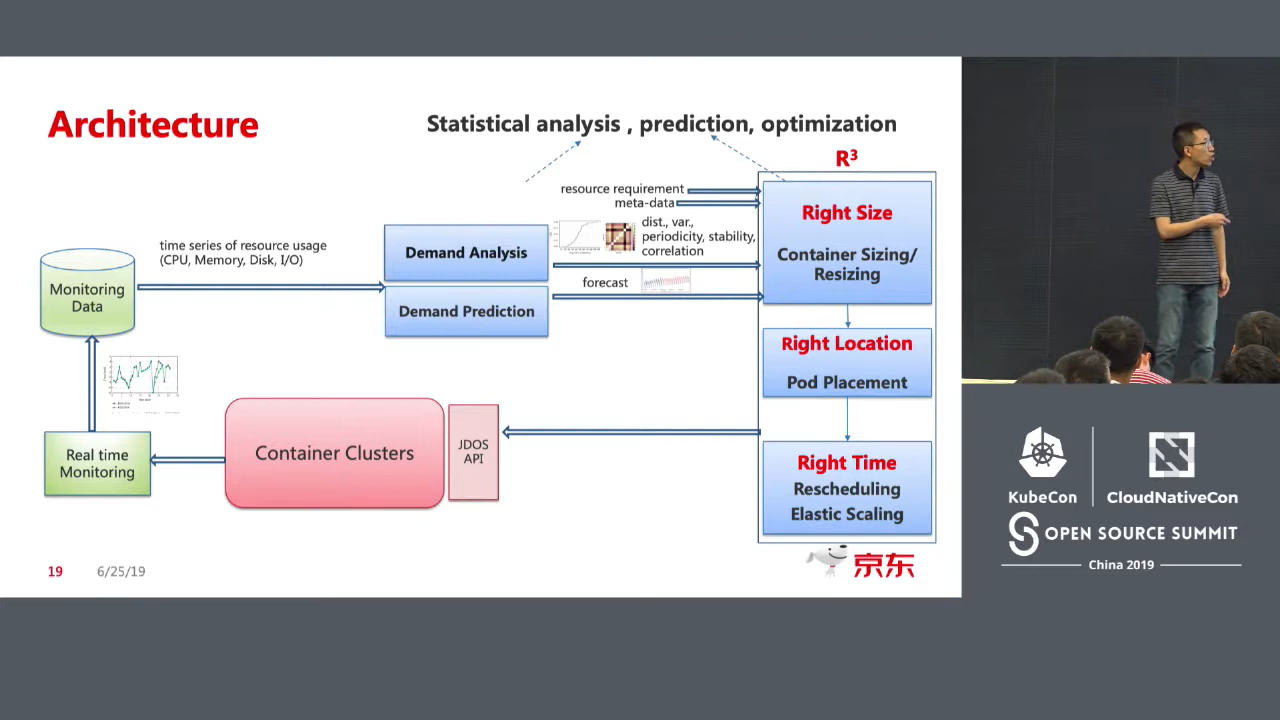 Architecture
Statistical analysis , prediction, optimization
R³
resource requirement
meta-data
dist., var.,
periodicity, stability,
correlation
forecast
time series of resource usage
(CPU, Memory, Disk, I/O)
Monitoring
Data
Demand Analysis
Demand Prediction
Right Size
Container Sizing/
Resizing
Right Location
Pod Placement
Right Time
Rescheduling
Elastic Scaling
Real time
Monitoring
Container Clusters
JDOS
API
19
6/25/19
京东
KubeCon
CloudNativeCon
OPEN SOURCE SUMMIT
China 2019